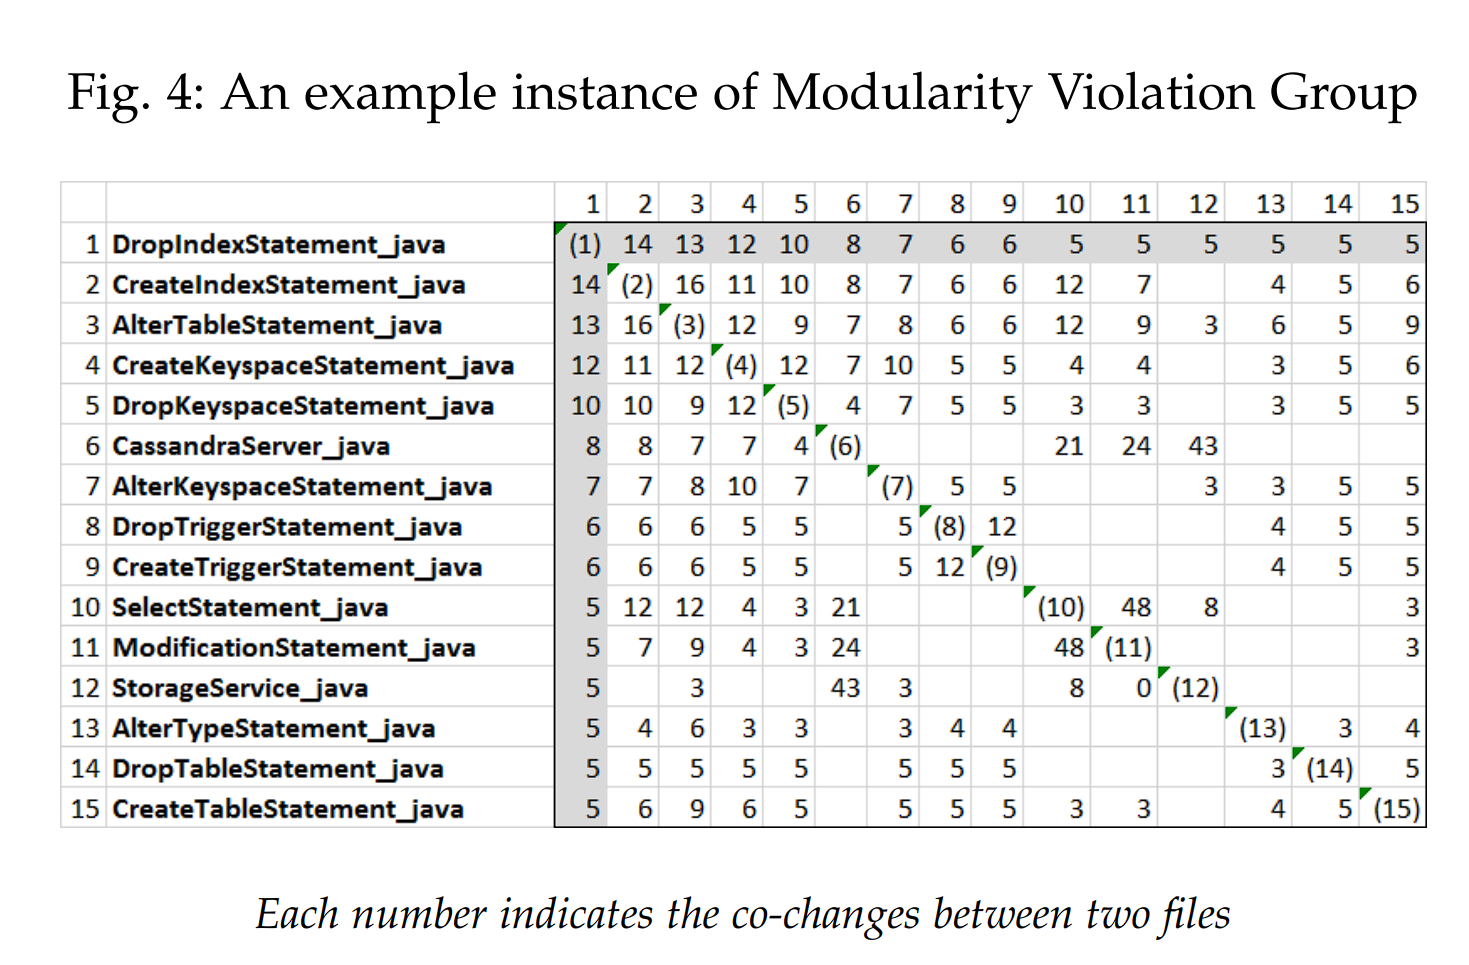 Fig. 4: An example instance of Modularity Violation Group
1 2 3 4 5 6 7 8 9 10 11 12 13 14 15
1 DropIndexStatement_java (1) 14 13 12 10 8 7 6 6 5 5 5 5 5 5
2 CreateIndexStatement_java 14 (2) 16 11 10 8 7 6 6 12 7 4 5 6
3 AlterTableStatement_java 13 16 (3) 12 9 7 8 6 6 12 9 3 6 5 9
4 CreateKeyspaceStatement_java 12 11 12 (4) 12 7 10 5 5 4 4 3 5 6
5 DropKeyspaceStatement_java 10 10 9 12 (5) 4 7 5 5 3 3 3 5 5
6 CassandraServer_java 8 8 7 7 4 (6) 21 24 43
7 AlterKeyspaceStatement_java 7 7 8 10 7 (7) 5 5 3 3 5 5
8 DropTriggerStatement_java 6 6 6 5 5 5 (8) 12 4 5 5
9 CreateTriggerStatement_java 6 6 6 5 5 5 12 (9) 4 5 5
10 SelectStatement_java 5 12 12 4 3 21 (10) 48 8 3
11 ModificationStatement_java 5 7 9 4 3 24 48 (11) 3
12 StorageService_java 5 3 43 3 8 0 (12)
13 AlterTypeStatement_java 5 4 6 3 3 3 4 4 (13) 3 4
14 DropTableStatement_java 5 5 5 5 5 5 5 5 3 (14) 5
15 CreateTableStatement_java 5 6 9 6 5 5 5 5 3 3 4 5 (15)
Each number indicates the co-changes between two files